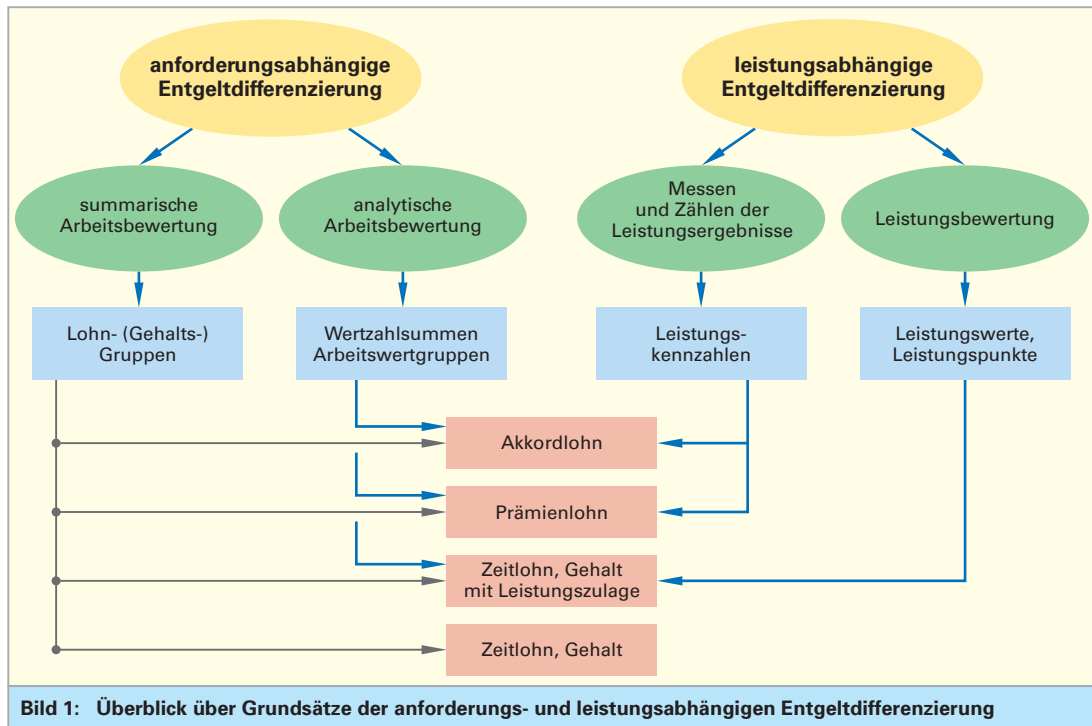 anforderungsabhängige
Entgeltdifferenzierung
leistungsabhängige
Entgeltdifferenzierung
summarische
Arbeitsbewertung
analytische
Arbeitsbewertung
Messen
und Zählen der
Leistungsergebnisse
Leistungsbewertung
Lohn- (Gehalts-)
Gruppen
Wertzahlsummen
Arbeitswertgruppen
Leistungs-
kennzahlen
Leistungswerte,
Leistungspunkte
Akkordlohn
Prämienlohn
Zeitlohn, Gehalt
mit Leistungszulage
Zeitlohn, Gehalt
Bild 1: Überblick über Grundsätze der anforderungs- und leistungsabhängigen Entgeltdifferenzierung